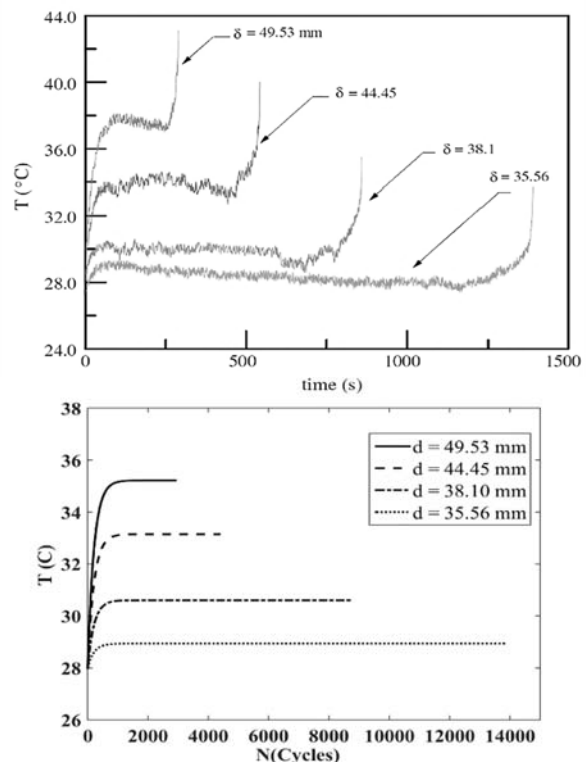 44.0
δ = 49.53 mm
40.0
δ = 44.45
T (°C)
36.0
δ = 38.1
32.0
δ = 35.56
28.0
24.0
0
500
1000
1500
time (s)
38
d = 49.53 mm
36
d = 44.45 mm
d = 38.10 mm
34
d = 35.56 mm
T (C)
32
30
28
26
0
2000
4000
6000
8000
10000
12000
14000
N(Cycles)